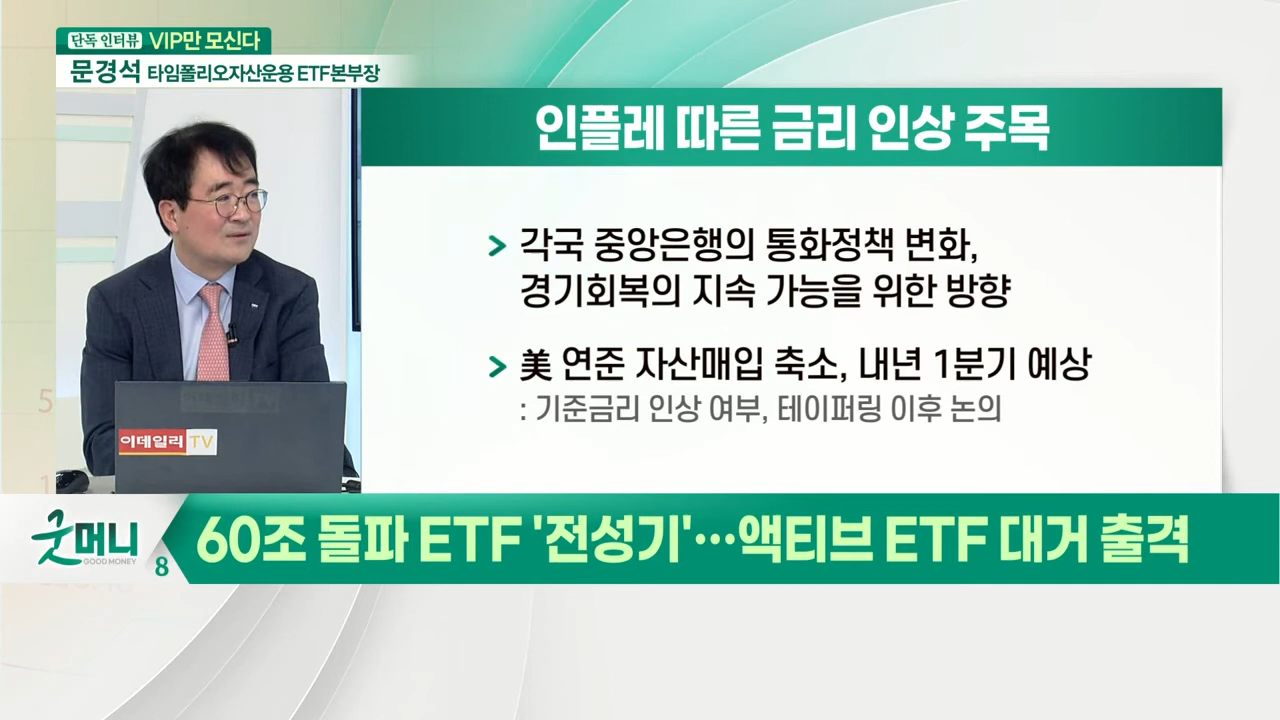 단독 인터뷰 VIP만 모신다
문경석 타임폴리오자산운용 ETF본부장
인플레 따른 금리 인상 주목
> 각국 중앙은행의 통화정책 변화,
경기회복의 지속 가능을 위한 방향
> 美 연준 자산매입 축소, 내년 1분기 예상
: 기준금리 인상 여부, 테이퍼링 이후 논의
5
1
이데일리TV
굿머니
GOOD MONEY
8
60조 돌파 ETF '전성기'…액티브 ETF 대거 출격